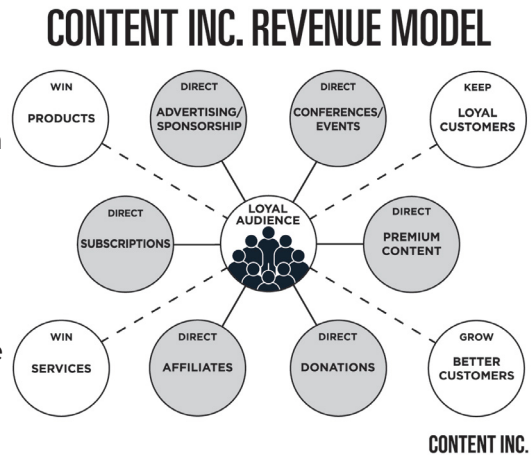 CONTENT INC. REVENUE MODEL
WIN
PRODUCTS
DIRECT
ADVERTISING/
SPONSORSHIP
DIRECT
CONFERENCES/
EVENTS
KEEP
LOYAL
CUSTOMERS
DIRECT
SUBSCRIPTIONS
LOYAL
AUDIENCE
DIRECT
PREMIUM
CONTENT
WIN
SERVICES
DIRECT
AFFILIATES
DIRECT
DONATIONS
GROW
BETTER
CUSTOMERS
CONTENT INC.